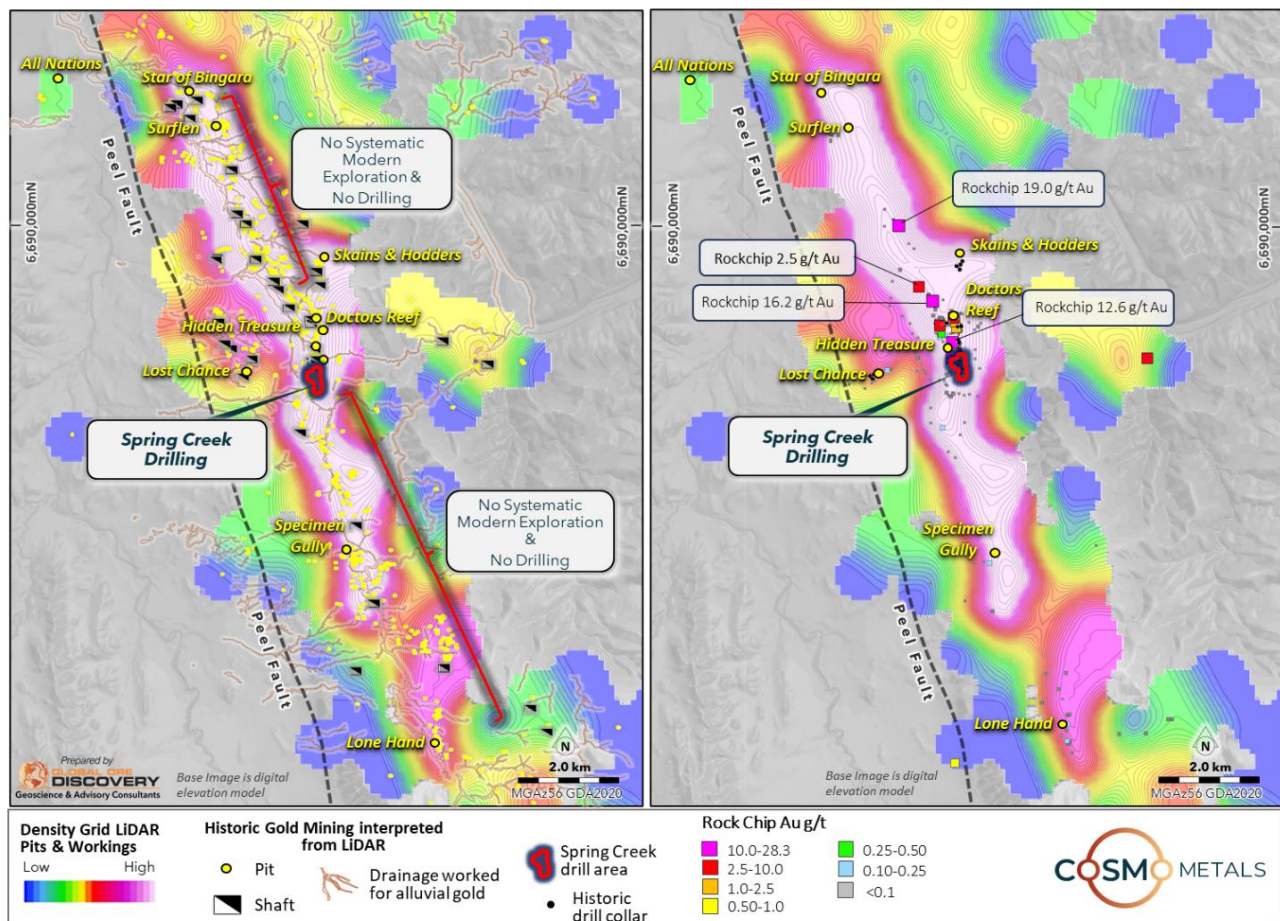 All Nations
Star of Bingara
Surflen
Peel Fault
No Systematic
Modern
Exploration &
No Drilling
6,690,000mN
Skains & Hodders
Doctors Reef
Hidden Treasure
Lost Chance
Spring Creek
Drilling
No Systematic
Modern Exploration
&
No Drilling
Specimen
Gully
Peel Fault
Lone Hand
N
2.0 km
MGAz56 GDA2020
Prepared by
GLOBAL ORE
DISCOVERY
Geoscience & Advisory Consultants
Base Image is digital
elevation model
6,690,000mN
All Nations
Star of Bingara
Surflen
Peel Fault
Rockchip 19.0 g/t Au
Skains & Hodders
Rockchip 2.5 g/t Au
Rockchip 16.2 g/t Au
Doctors
Reef
Rockchip 12.6 g/t Au
Hidden Treasure
Lost Chance
Spring Creek
Drilling
Specimen
Gully
Peel Fault
Lone Hand
N
2.0 km
MGAz56 GDA2020
Base Image is digital
elevation model
6,690,000mN
Density Grid LiDAR
Pits & Workings
Low High
Historic Gold Mining interpreted
from LiDAR
Pit
Shaft
Drainage worked
for alluvial gold
Spring Creek
drill area
Historic
drill collar
Rock Chip Au g/t
10.0-28.3
2.5-10.0
1.0-2.5
0.50-1.0
0.25-0.50
0.10-0.25
<0.1
COSMO METALS